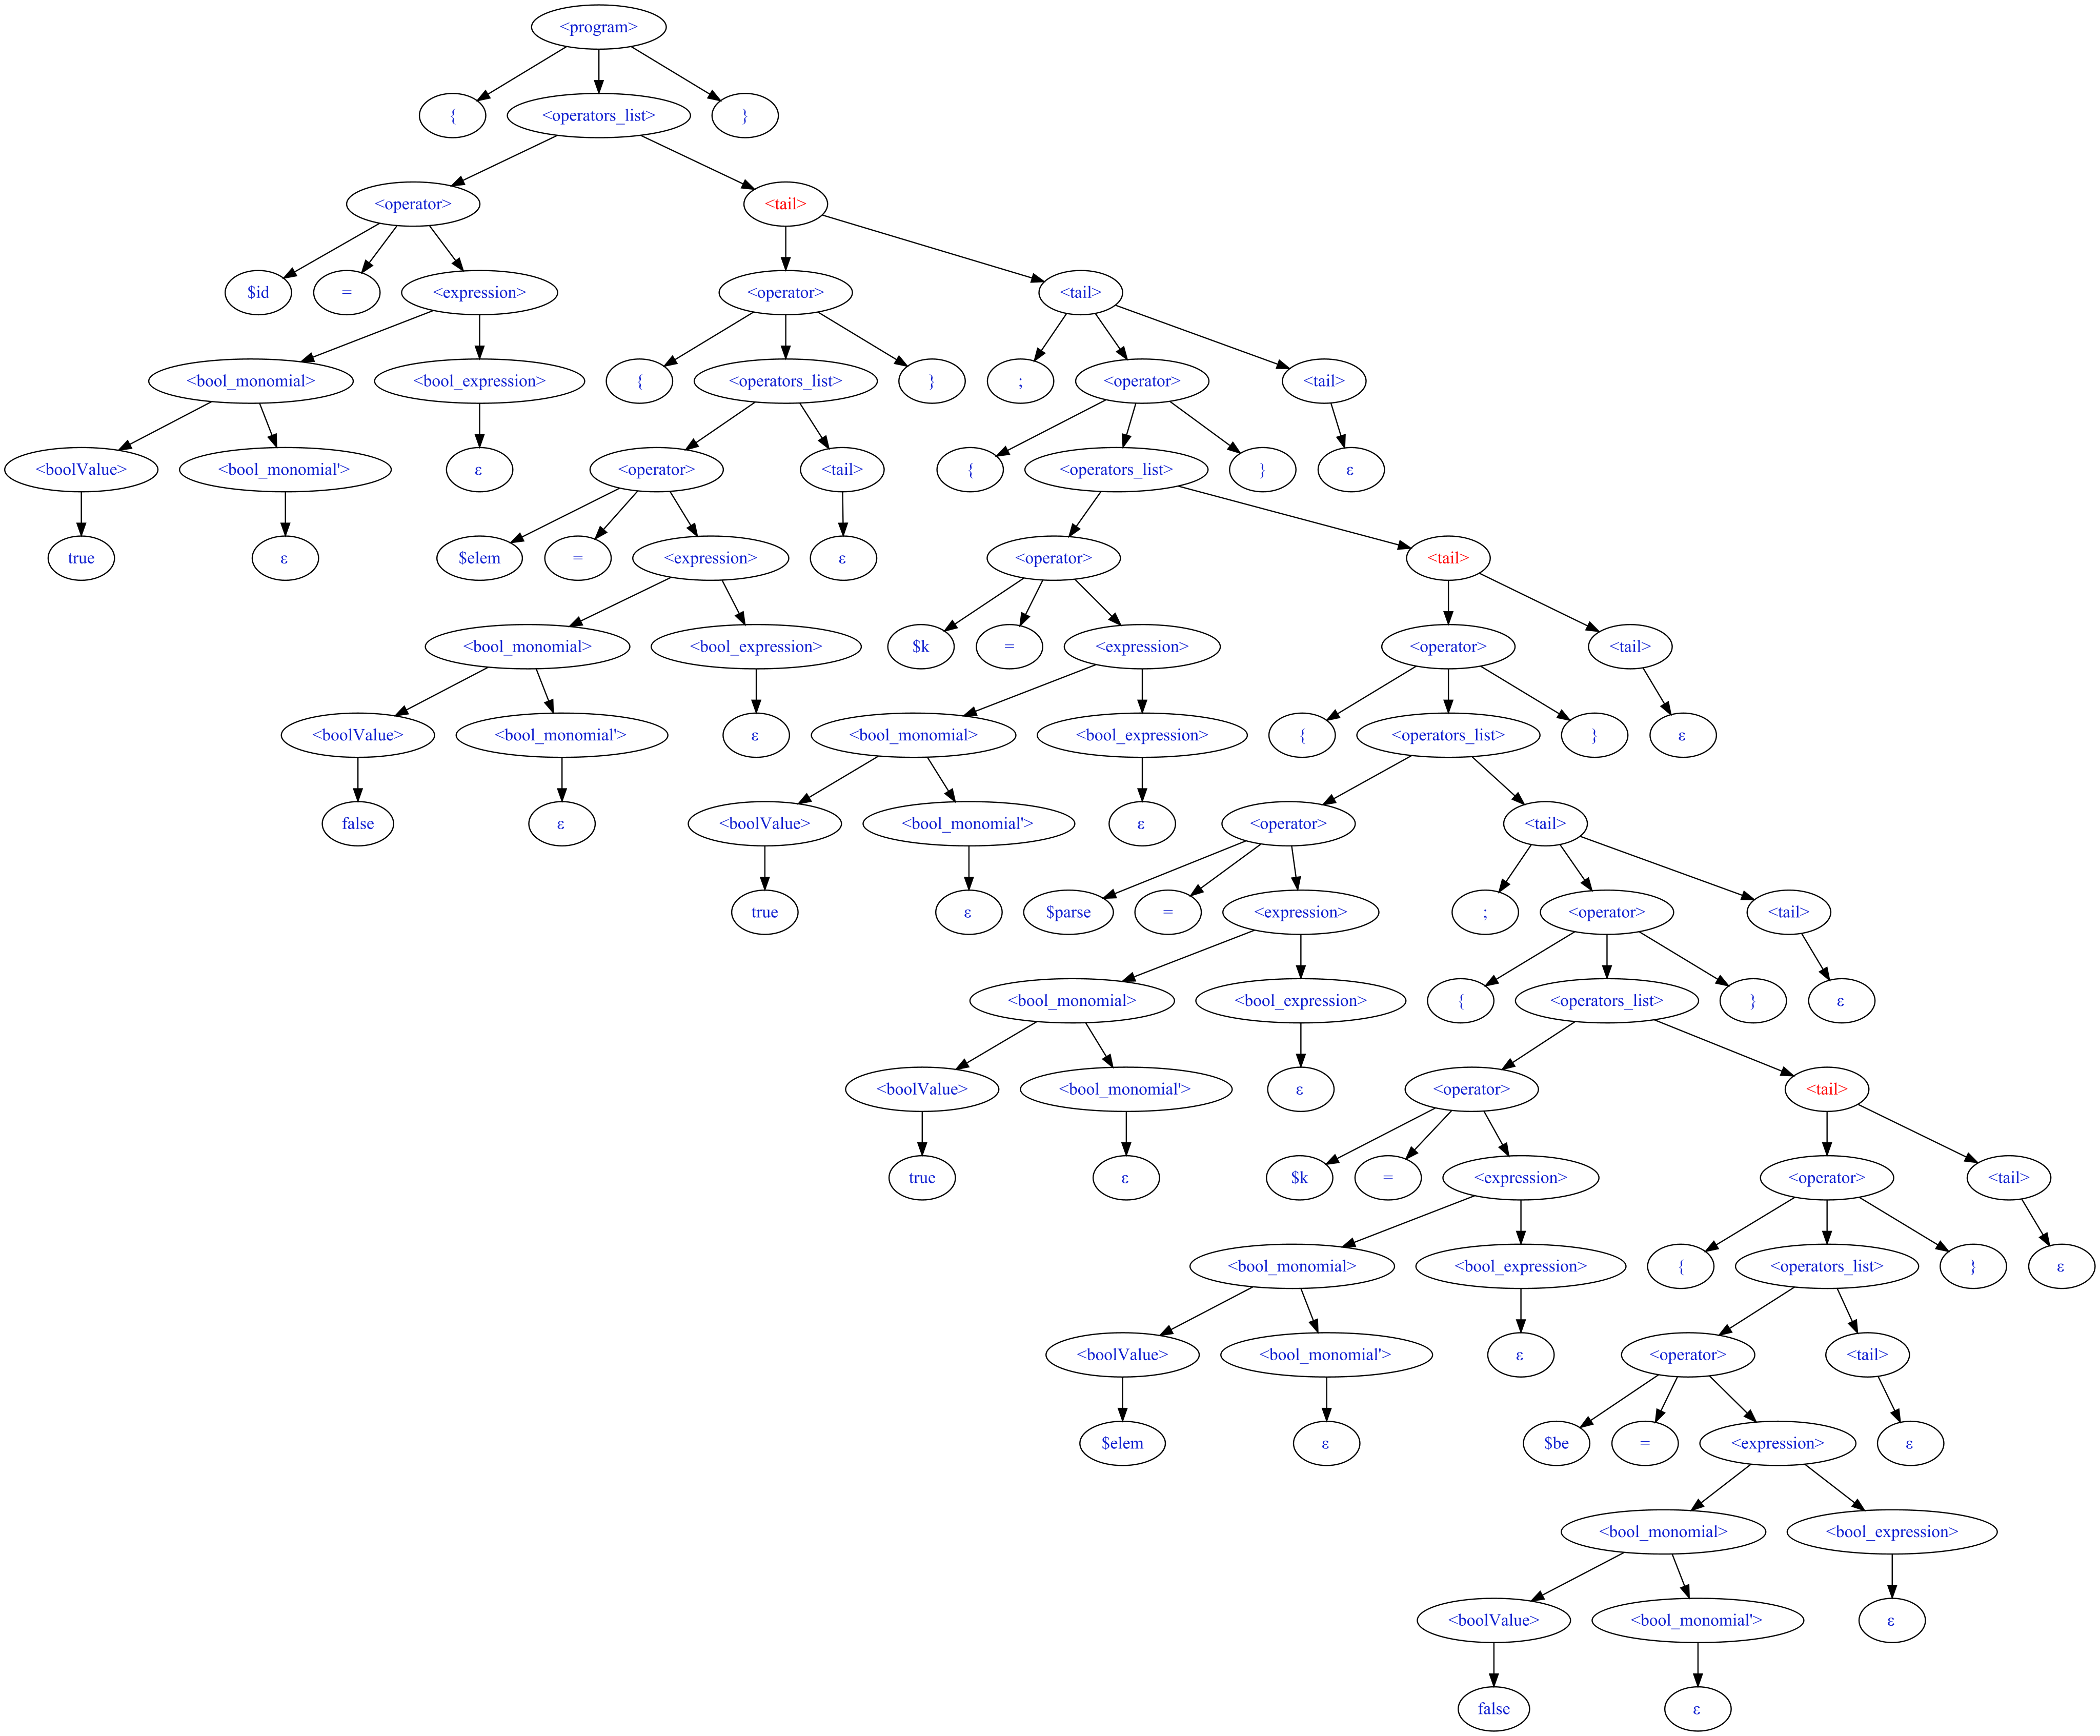 <program>
{ <operators_list> }
<operator> <tail>
$id = <expression> <operator> <tail>
<bool_monomial> <bool_expression> { <operators_list> } ; <operator> <tail>
<boolValue> <bool_monomial'> ε <operator> <tail> { <operators_list> } ε
true ε $elem = <expression> ε <operator> <tail>
<bool_monomial> <bool_expression> $k = <expression> <operator> <tail>
<boolValue> <bool_monomial'> ε <bool_monomial> <bool_expression> { <operators_list> } ε
false ε <boolValue> <bool_monomial'> ε <operator> <tail>
true ε $parse = <expression> ; <operator> <tail>
<bool_monomial> <bool_expression> { <operators_list> } ε
<boolValue> <bool_monomial'> ε <operator> <tail>
true ε $k = <expression> <operator> <tail>
<bool_monomial> <bool_expression> { <operators_list> } ε
<boolValue> <bool_monomial'> ε <operator> <tail>
$elem ε $be = <expression> ε
<bool_monomial> <bool_expression>
<boolValue> <bool_monomial'> ε
false ε